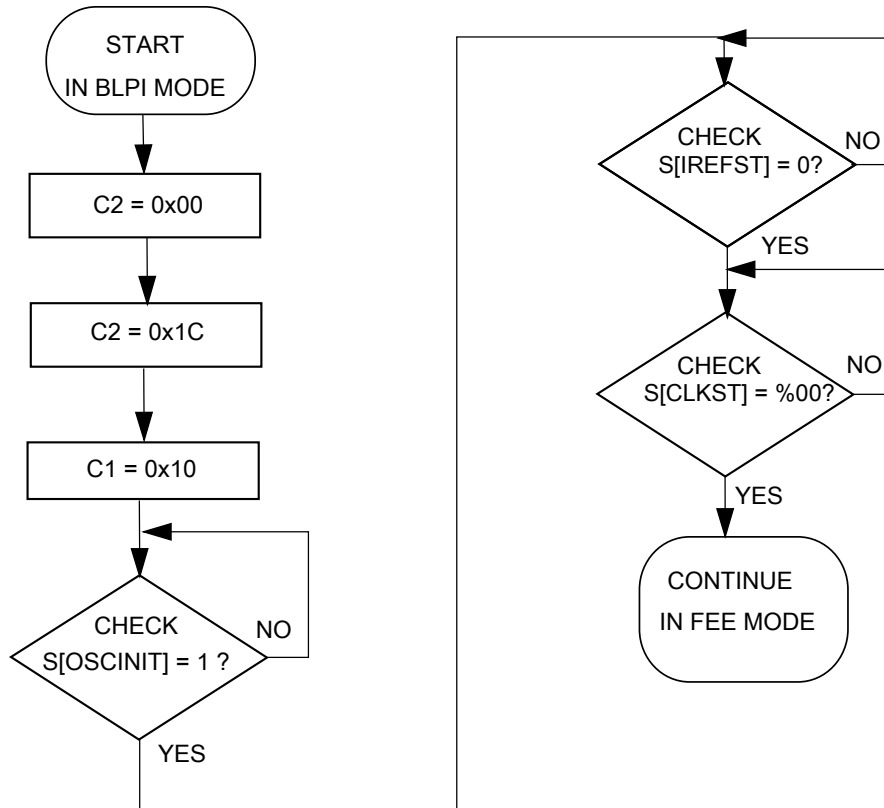 START
IN BLPI MODE
C2 = 0x00
C2 = 0x1C
C1 = 0x10
CHECK
S[OSCINIT] = 1 ?
NO
YES
CHECK
S[IREFST] = 0?
NO
YES
CHECK
S[CLKST] = %00?
NO
YES
CONTINUE
IN FEE MODE